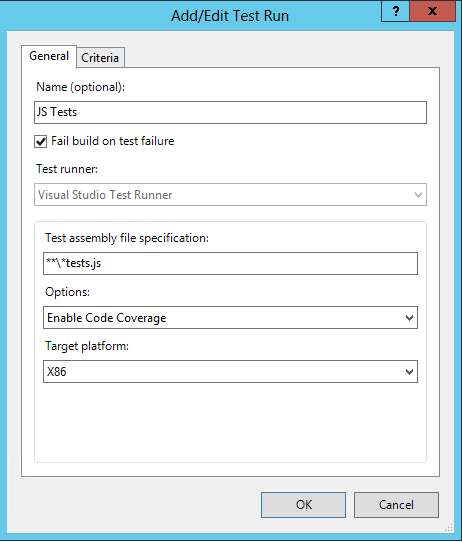 Add/Edit Test Run
?
x
General
Criteria
Name (optional):
JS Tests
Fail build on test failure
Test runner:
Visual Studio Test Runner
Test assembly file specification:
**\*tests.js
Options:
Enable Code Coverage
Target platform:
X86
OK
Cancel